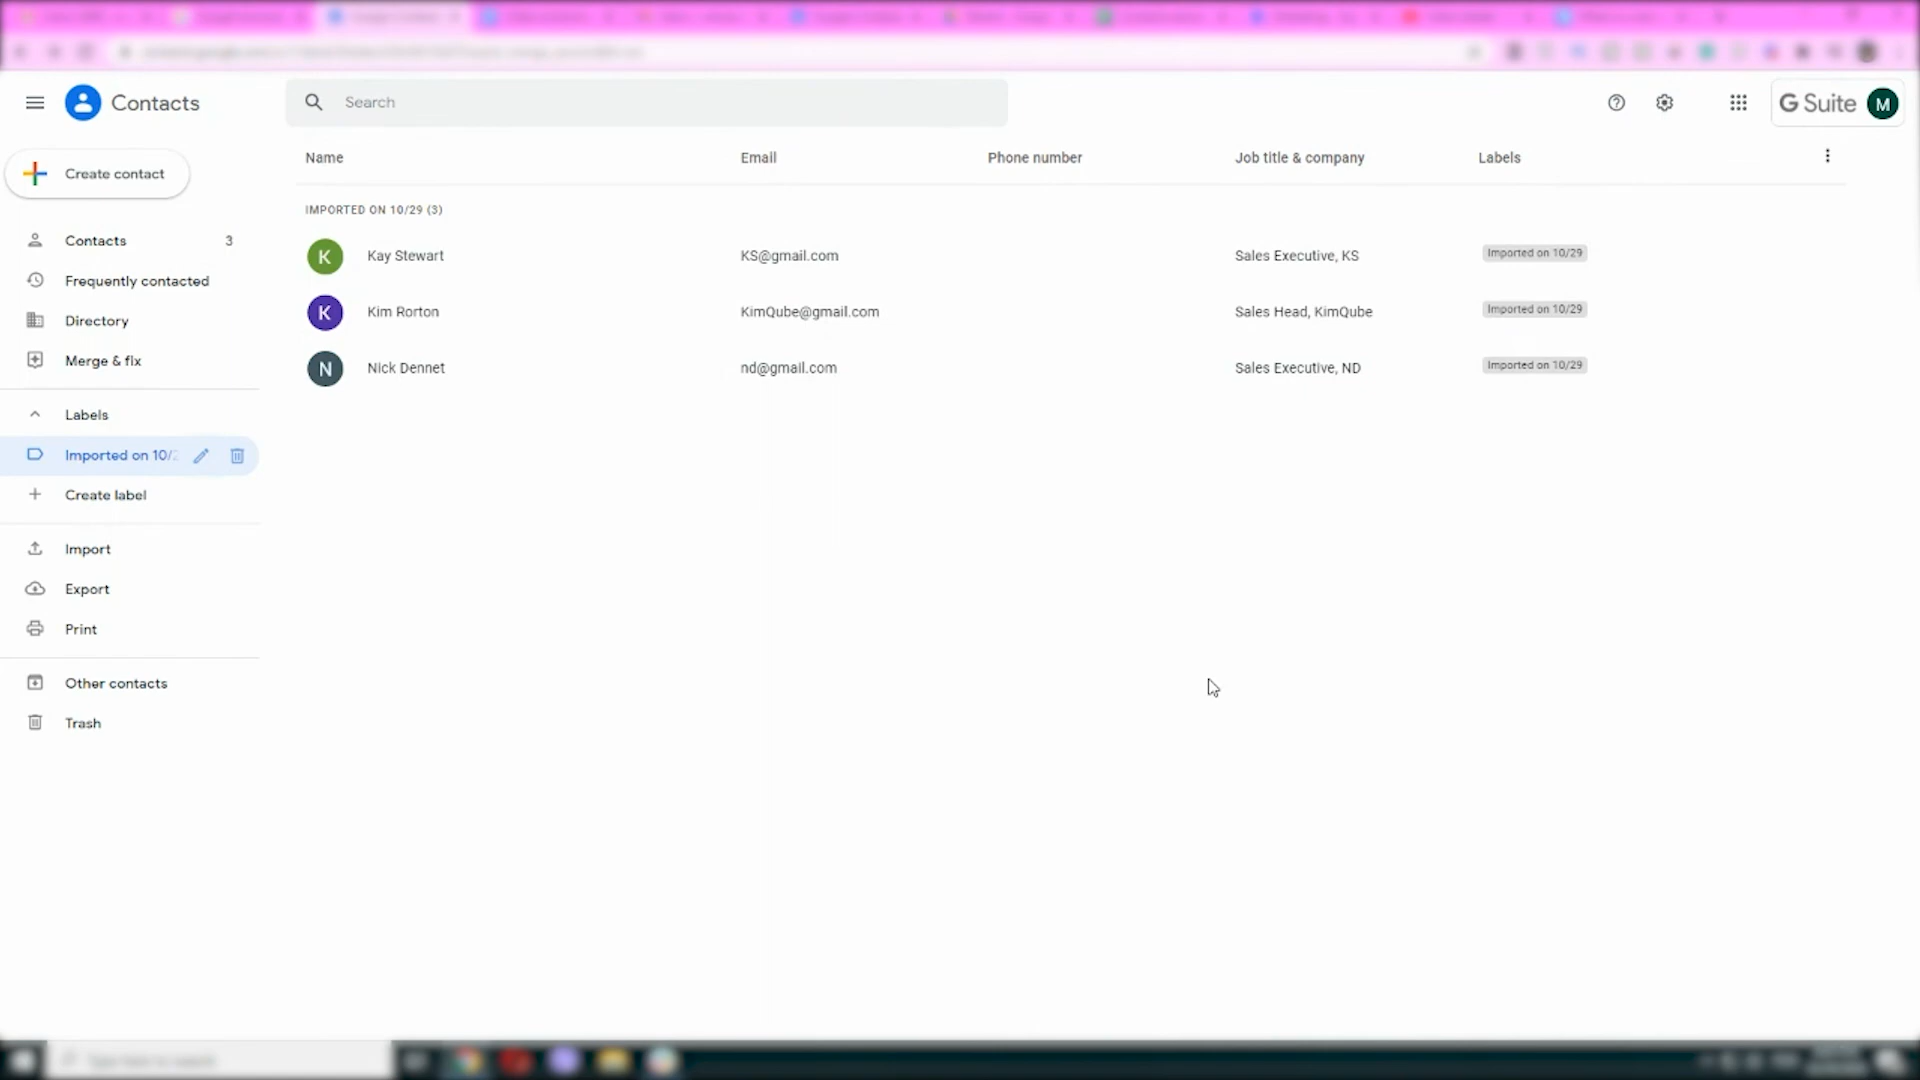 Contacts
Search
G Suite M
Create contact
Name Email Phone number Job title & company Labels
IMPORTED ON 10/29 (3)
Contacts 3
K Kay Stewart KS@gmail.com Sales Executive, KS Imported on 10/29
Frequently contacted
K Kim Rorton KimQube@gmail.com Sales Head, KimQube Imported on 10/29
Directory
Merge & fix
N Nick Dennet nd@gmail.com Sales Executive, ND Imported on 10/29
Labels
Imported on 10/2
Create label
Import
Export
Print
Other contacts
Trash